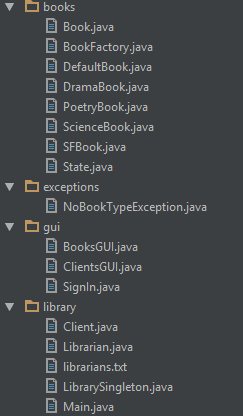 books
Book.java
BookFactory.java
DefaultBook.java
DramaBook.java
PoetryBook.java
ScienceBook.java
SFBook.java
State.java
exceptions
NoBookTypeException.java
gui
BooksGUI.java
ClientsGUI.java
SignIn.java
library
Client.java
Librarian.java
librarians.txt
LibrarySingleton.java
Main.java